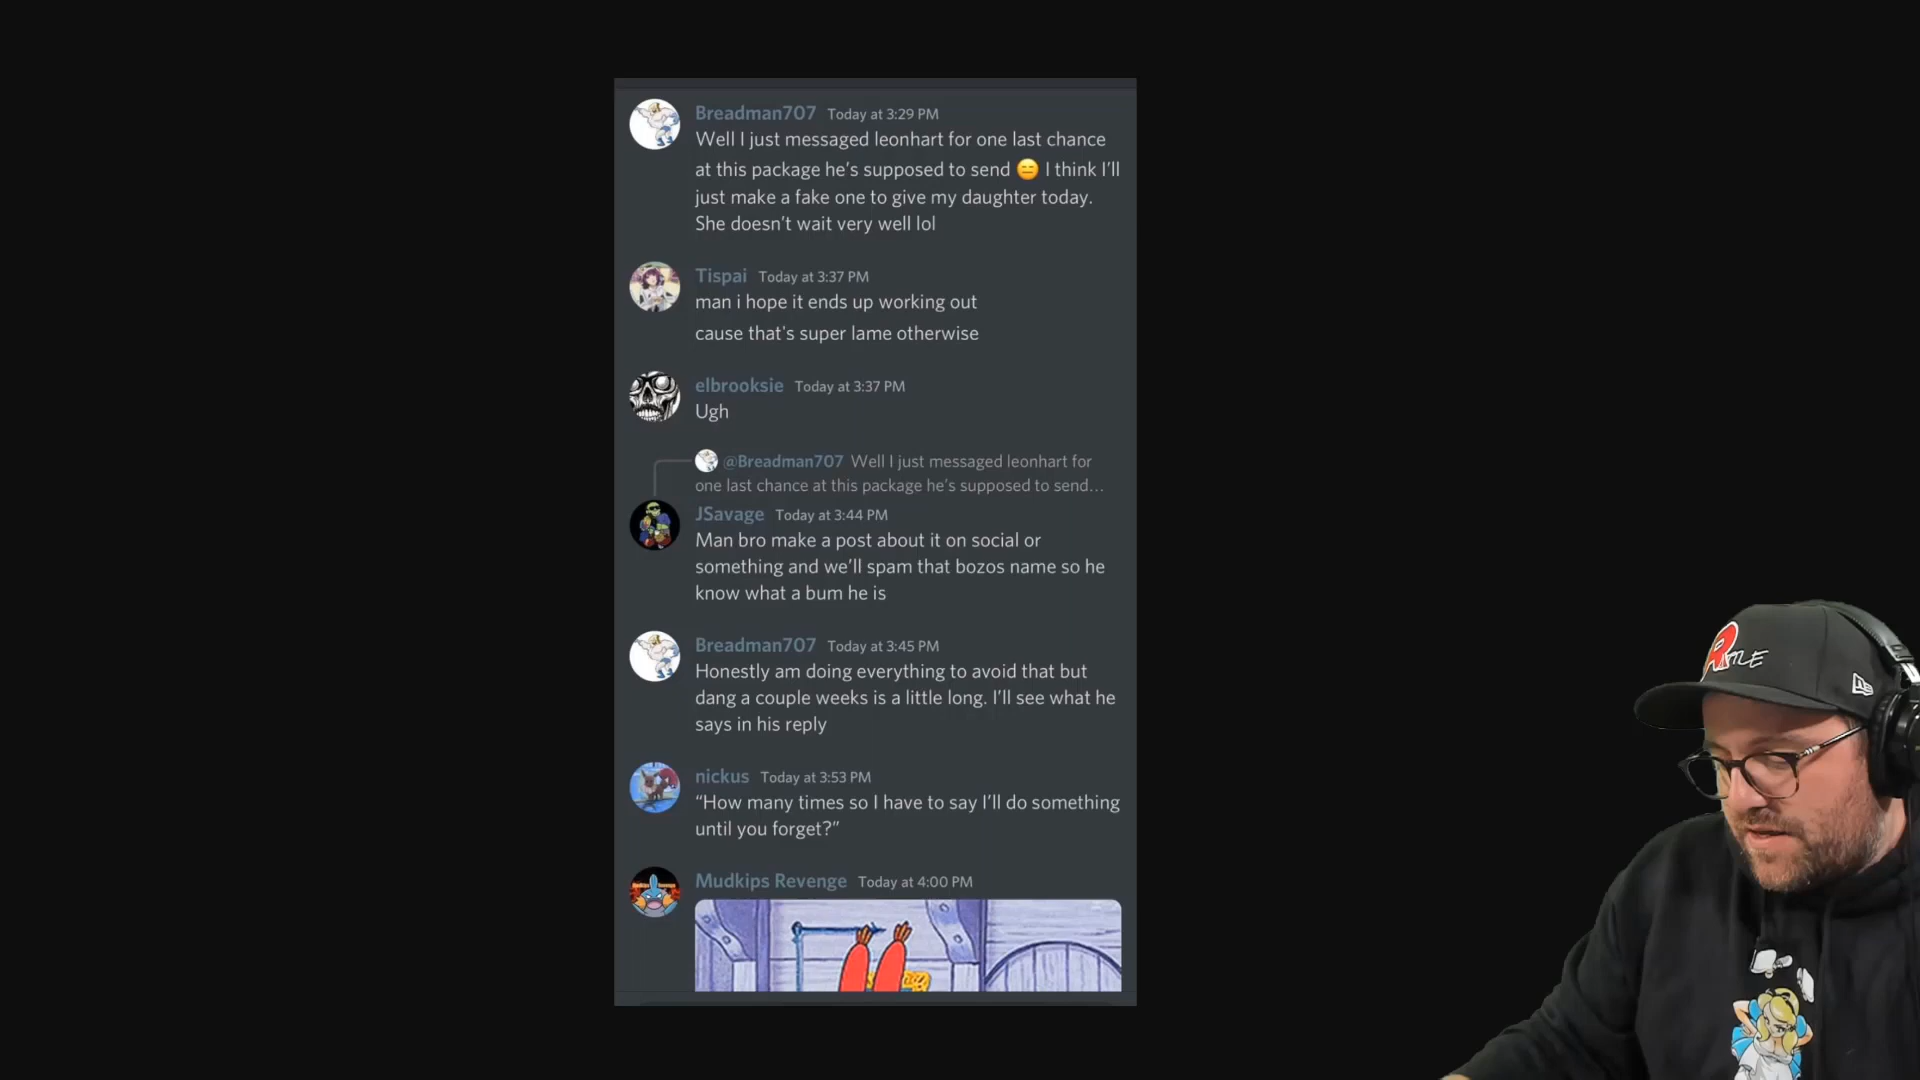 Breadman707 Today at 3:29 PM
Well I just messaged leonhart for one last chance
at this package he's supposed to send 😑 I think I'll
just make a fake one to give my daughter today.
She doesn't wait very well lol
Tispai Today at 3:37 PM
man i hope it ends up working out
cause that's super lame otherwise
elbrooksie Today at 3:37 PM
Ugh
@Breadman707 Well I just messaged leonhart for
one last chance at this package he's supposed to send...
JSavage Today at 3:44 PM
Man bro make a post about it on social or
something and we'll spam that bozos name so he
know what a bum he is
Breadman707 Today at 3:45 PM
Honestly am doing everything to avoid that but
dang a couple weeks is a little long. I'll see what he
says in his reply
nickus Today at 3:53 PM
“How many times so I have to say I'll do something
until you forget?”
Mudkips Revenge Today at 4:00 PM